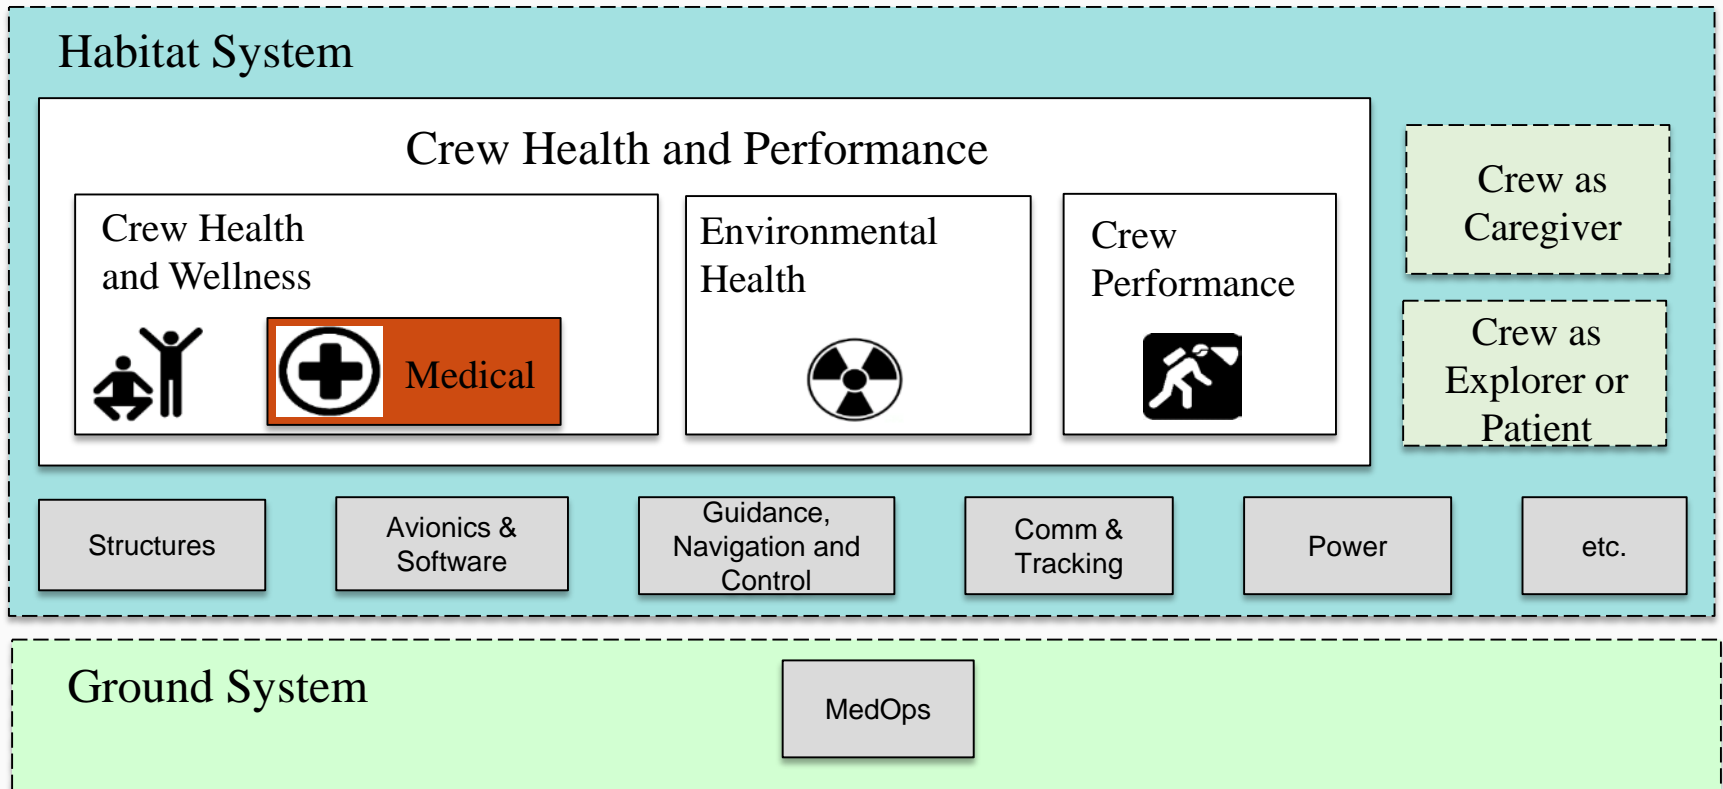 Habitat System
Crew Health and Performance
Crew Health
and Wellness
Medical
Environmental
Health
Crew
Performance
Crew as
Caregiver
Crew as
Explorer or
Patient
Structures
Avionics &
Software
Guidance,
Navigation and
Control
Comm &
Tracking
Power
etc.
Ground System
MedOps